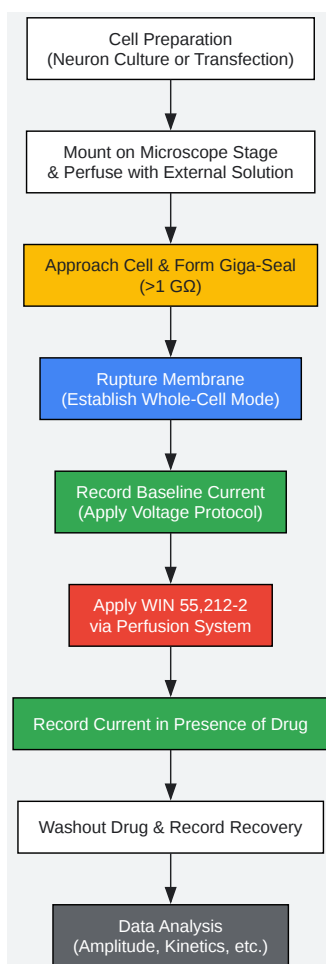 Cell Preparation
(Neuron Culture or Transfection)
Mount on Microscope Stage
& Perfuse with External Solution
Approach Cell & Form Giga-Seal
(>1 GΩ)
Rupture Membrane
(Establish Whole-Cell Mode)
Record Baseline Current
(Apply Voltage Protocol)
Apply WIN 55,212-2
via Perfusion System
Record Current in Presence of Drug
Washout Drug & Record Recovery
Data Analysis
(Amplitude, Kinetics, etc.)